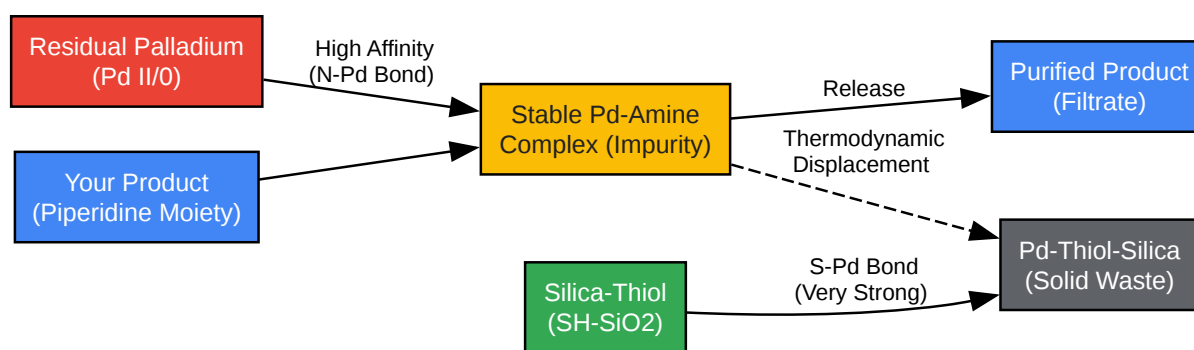 Residual Palladium
(Pd II/0)
High Affinity
(N-Pd Bond)
Your Product
(Piperidine Moiety)
Stable Pd-Amine
Complex (Impurity)
Release
Thermodynamic
Displacement
Purified Product
(Filtrate)
Silica-Thiol
(SH-SiO2)
S-Pd Bond
(Very Strong)
Pd-Thiol-Silica
(Solid Waste)